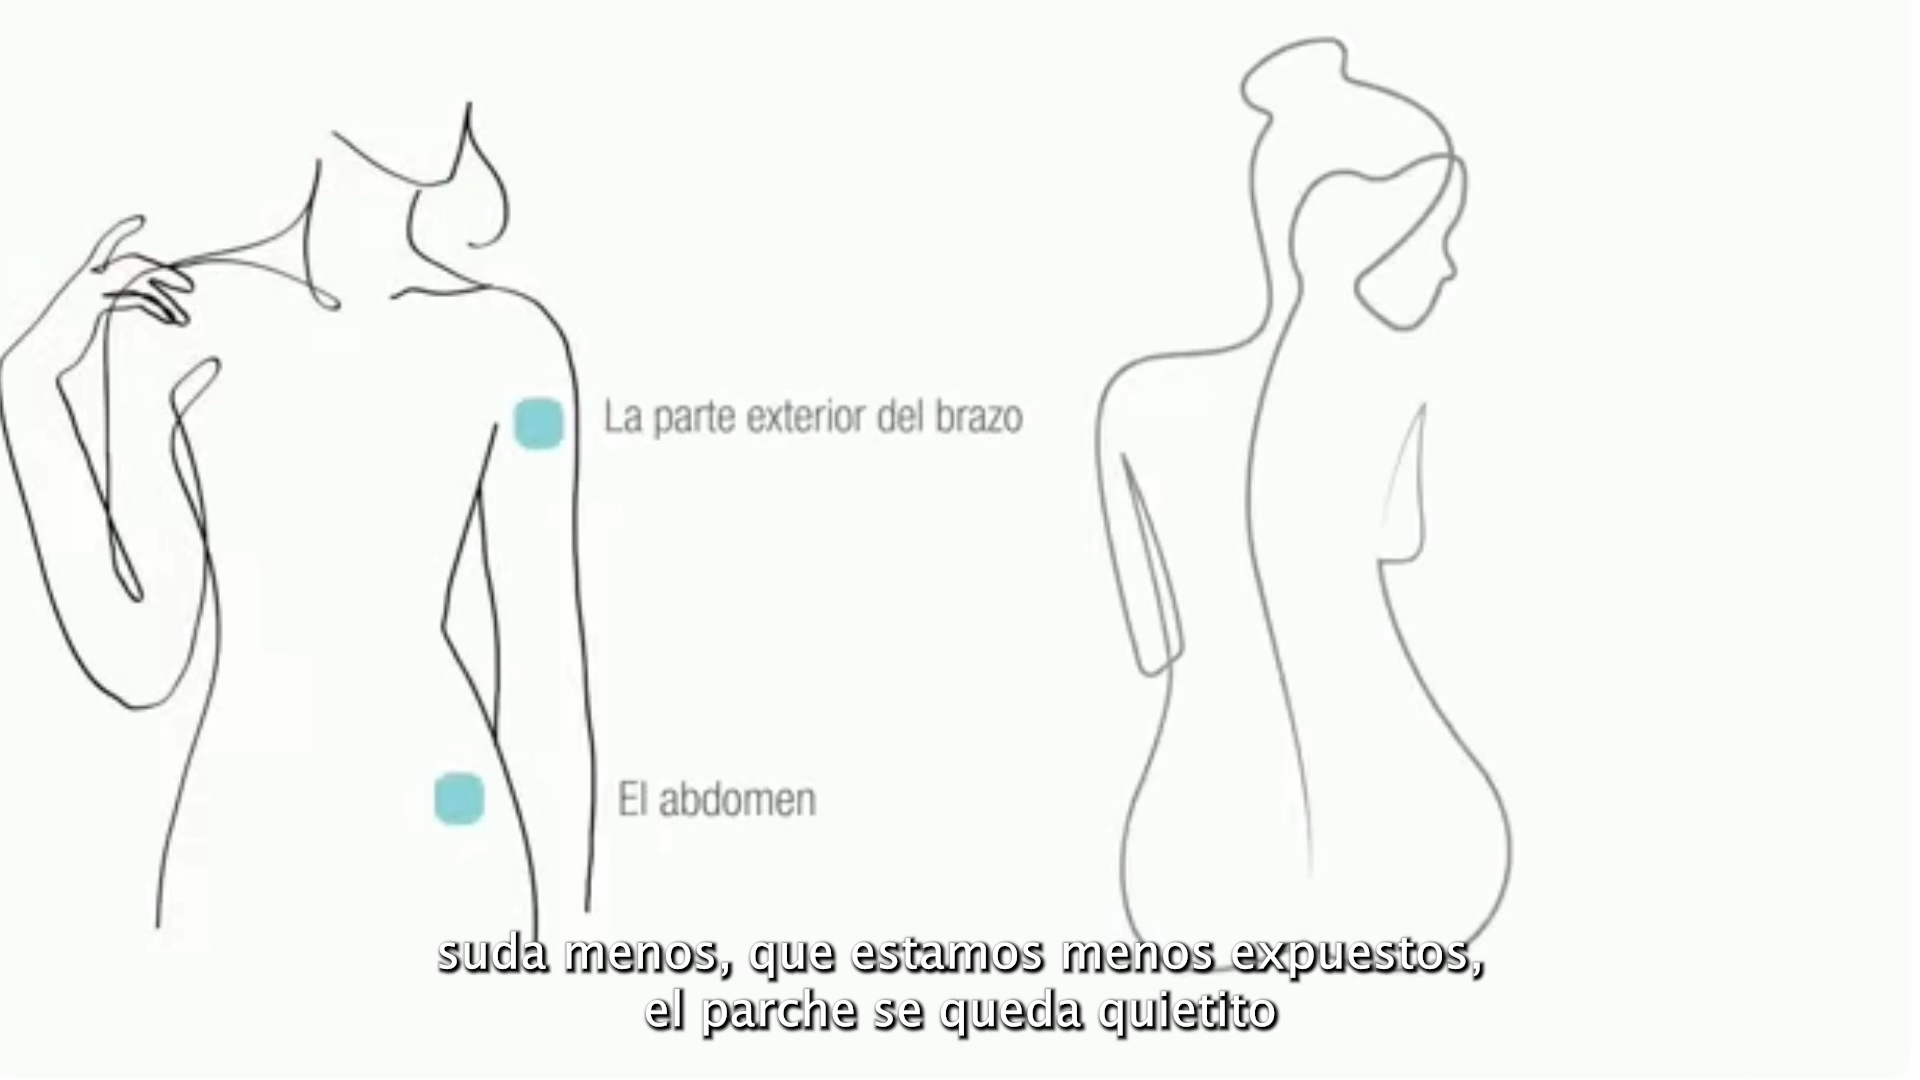 La parte exterior del brazo
El abdomen
suda menos, que estamos menos expuestos,
el parche se queda quietito